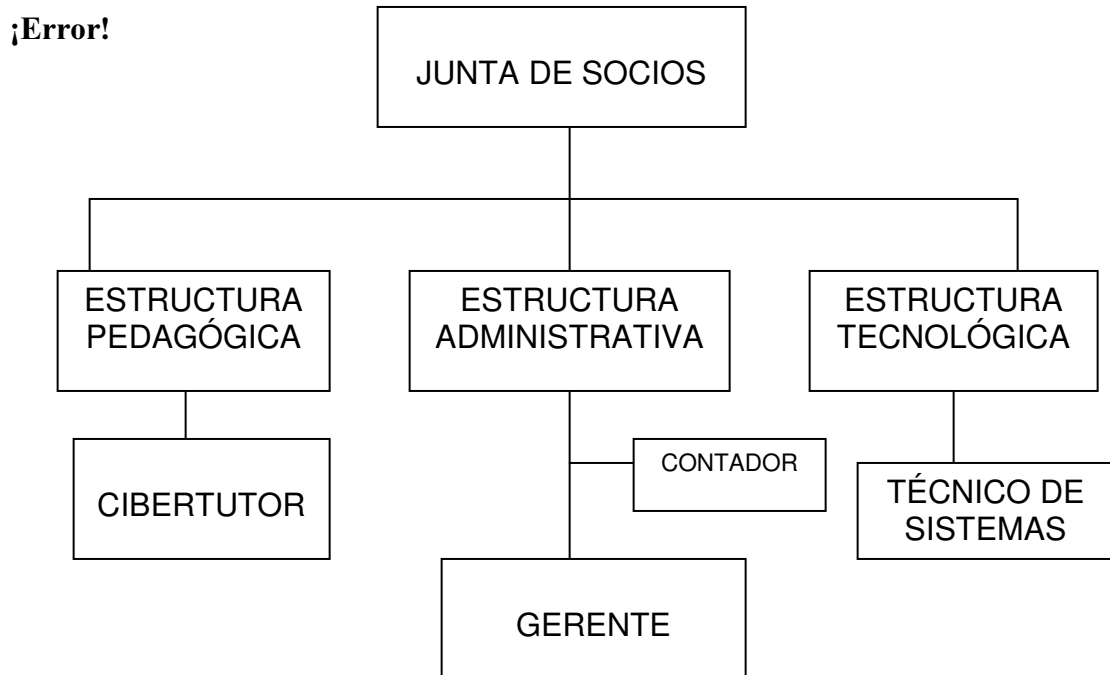 ¡Error!
JUNTA DE SOCIOS
ESTRUCTURA
PEDAGÓGICA
ESTRUCTURA
ADMINISTRATIVA
ESTRUCTURA
TECNOLÓGICA
CIBERTUTOR
CONTADOR
TÉCNICO DE
SISTEMAS
GERENTE